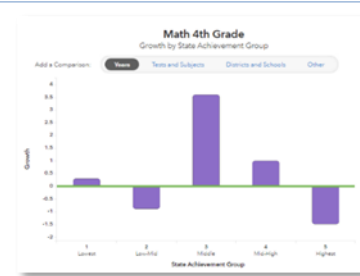 Math 4th Grade
Growth by State Achievement Group
Add a Comparison: Years Tests and Subjects Districts and Schools Other
4
3.5
3
2.5
2
1.5
1
0.5
0
-0.5
-1
-1.5
-2
Growth
1 2 3 4 5
Lowest Low-Mid Middle Mid-High Highest
State Achievement Group